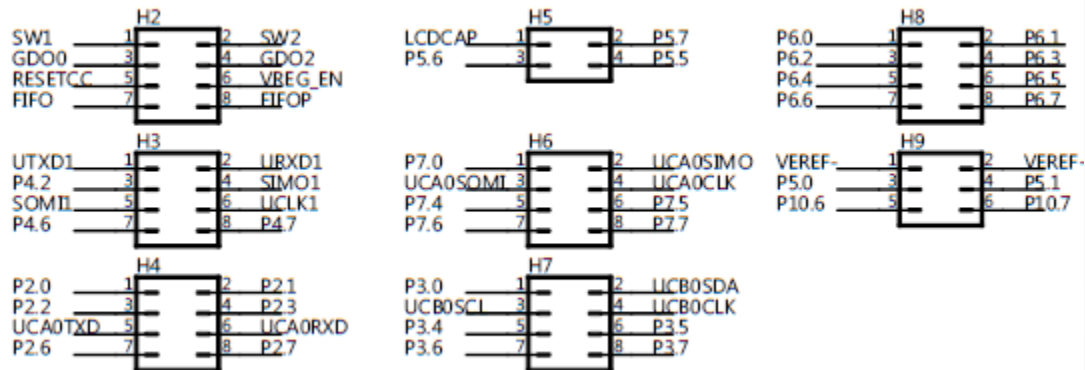 H2
SW1 1 2 SW2
GDO0 3 4 GDO2
RESETCC 5 6 VREG_EN
FIFO 7 8 FIFOP
H5
LCDCAP 1 2 P5.7
P5.6 3 4 P5.5
H8
P6.0 1 2 P6.1
P6.2 3 4 P6.3
P6.4 5 6 P6.5
P6.6 7 8 P6.7
H3
UTXD1 1 2 URXD1
P4.2 3 4 SIMO1
SOMI1 5 6 UCLK1
P4.6 7 8 P4.7
H6
P7.0 1 2 UCA0SIMO
UCA0SOMI 3 4 UCA0CLK
P7.4 5 6 P7.5
P7.6 7 8 P7.7
H9
VEREF- 1 2 VEREF-
P5.0 3 4 P5.1
P10.6 5 6 P10.7
H4
P2.0 1 2 P2.1
P2.2 3 4 P2.3
UCA0TXD 5 6 UCA0RXD
P2.6 7 8 P2.7
H7
P3.0 1 2 UCB0SDA
UCB0SCL 3 4 UCB0CLK
P3.4 5 6 P3.5
P3.6 7 8 P3.7